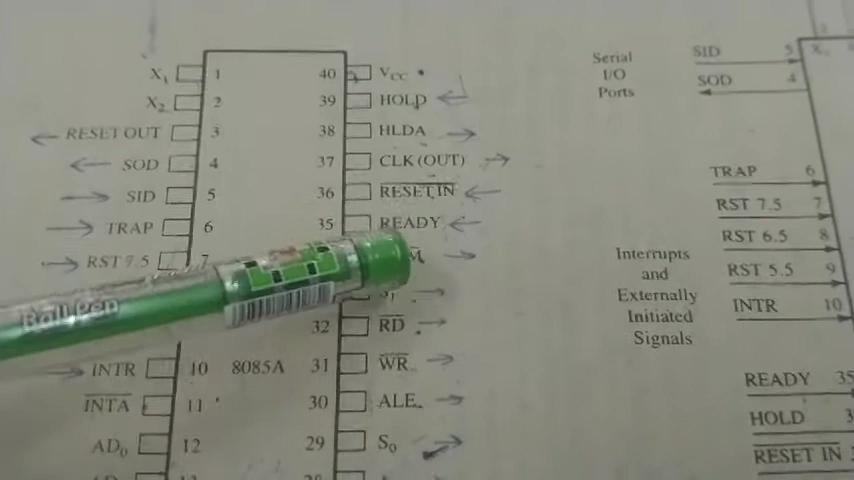 X1 1 40 VCC
X2 2 39 HOLD
RESET OUT 3 38 HLDA
SOD 4 37 CLK (OUT)
SID 5 36 RESET IN
TRAP 6 35 READY
RST 7.5 7
Roll Pen
32 RD
INTR 10 8085A 31 WR
INTA 11 30 ALE
AD0 12 29 S0
Serial
I/O
Ports
SID 5
SOD 4
Interrupts
and
Externally
Initiated
Signals
TRAP 6
RST 7.5 7
RST 6.5 8
RST 5.5 9
INTR 10
READY 35
HOLD
RESET IN